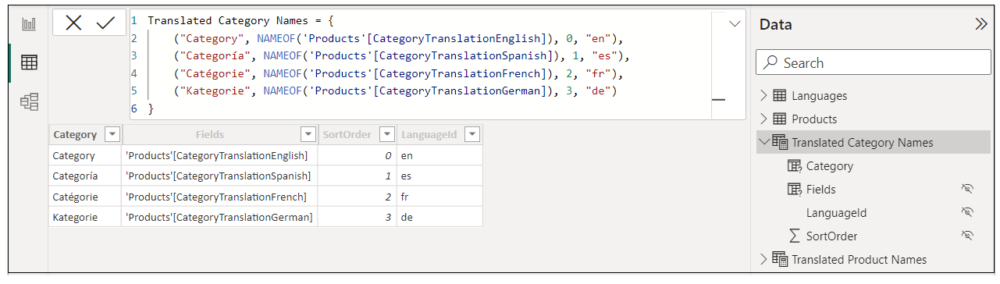 1 Translated Category Names = {
2 ("Category", NAMEOF('Products'[CategoryTranslationEnglish]), 0, "en"),
3 ("Categoría", NAMEOF('Products'[CategoryTranslationSpanish]), 1, "es"),
4 ("Catégorie", NAMEOF('Products'[CategoryTranslationFrench]), 2, "fr"),
5 ("Kategorie", NAMEOF('Products'[CategoryTranslationGerman]), 3, "de")
6 }
Category Fields SortOrder LanguageId
Category 'Products'[CategoryTranslationEnglish] 0 en
Categoría 'Products'[CategoryTranslationSpanish] 1 es
Catégorie 'Products'[CategoryTranslationFrench] 2 fr
Kategorie 'Products'[CategoryTranslationGerman] 3 de
Data
Search
Languages
Products
Translated Category Names
Category
Fields
LanguageId
SortOrder
Translated Product Names